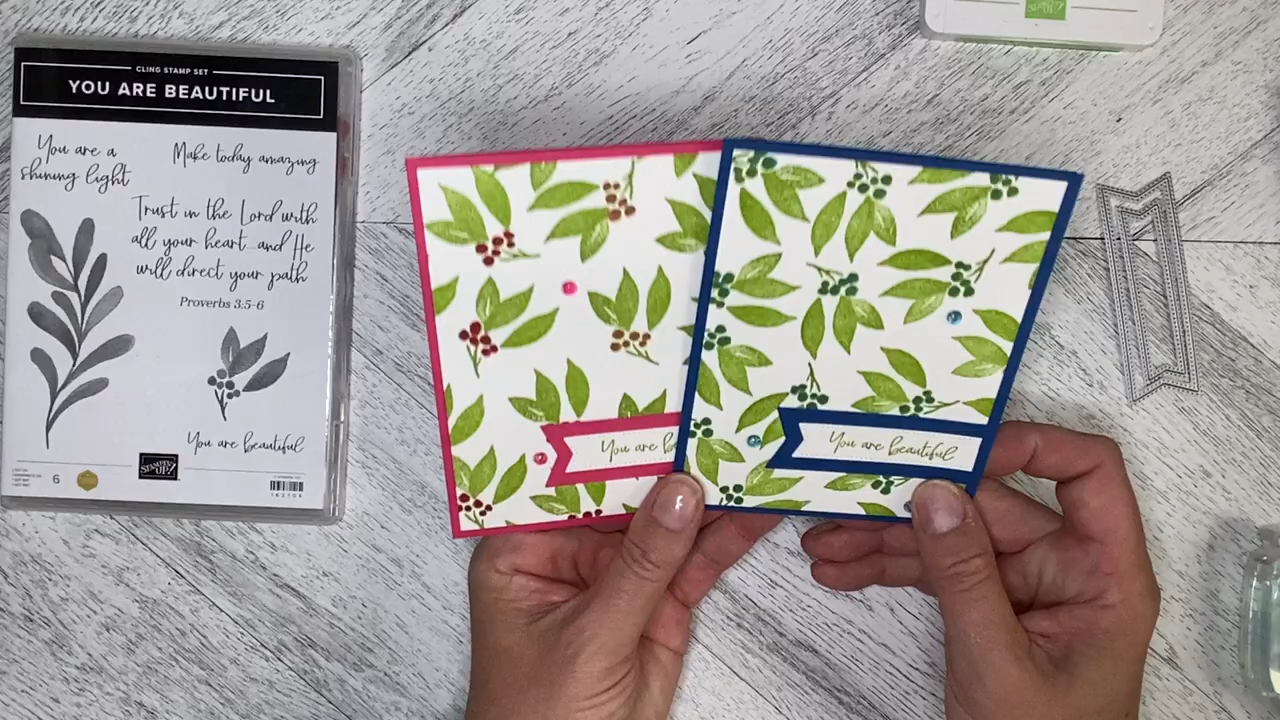 CLING STAMP SET
YOU ARE BEAUTIFUL
You are a
shining light
Make today amazing
Trust in the Lord with
all your heart and He
will direct your path
Proverbs 3:5-6
You are beautiful
6
STAMPIN' UP!
You are b
You are beautiful